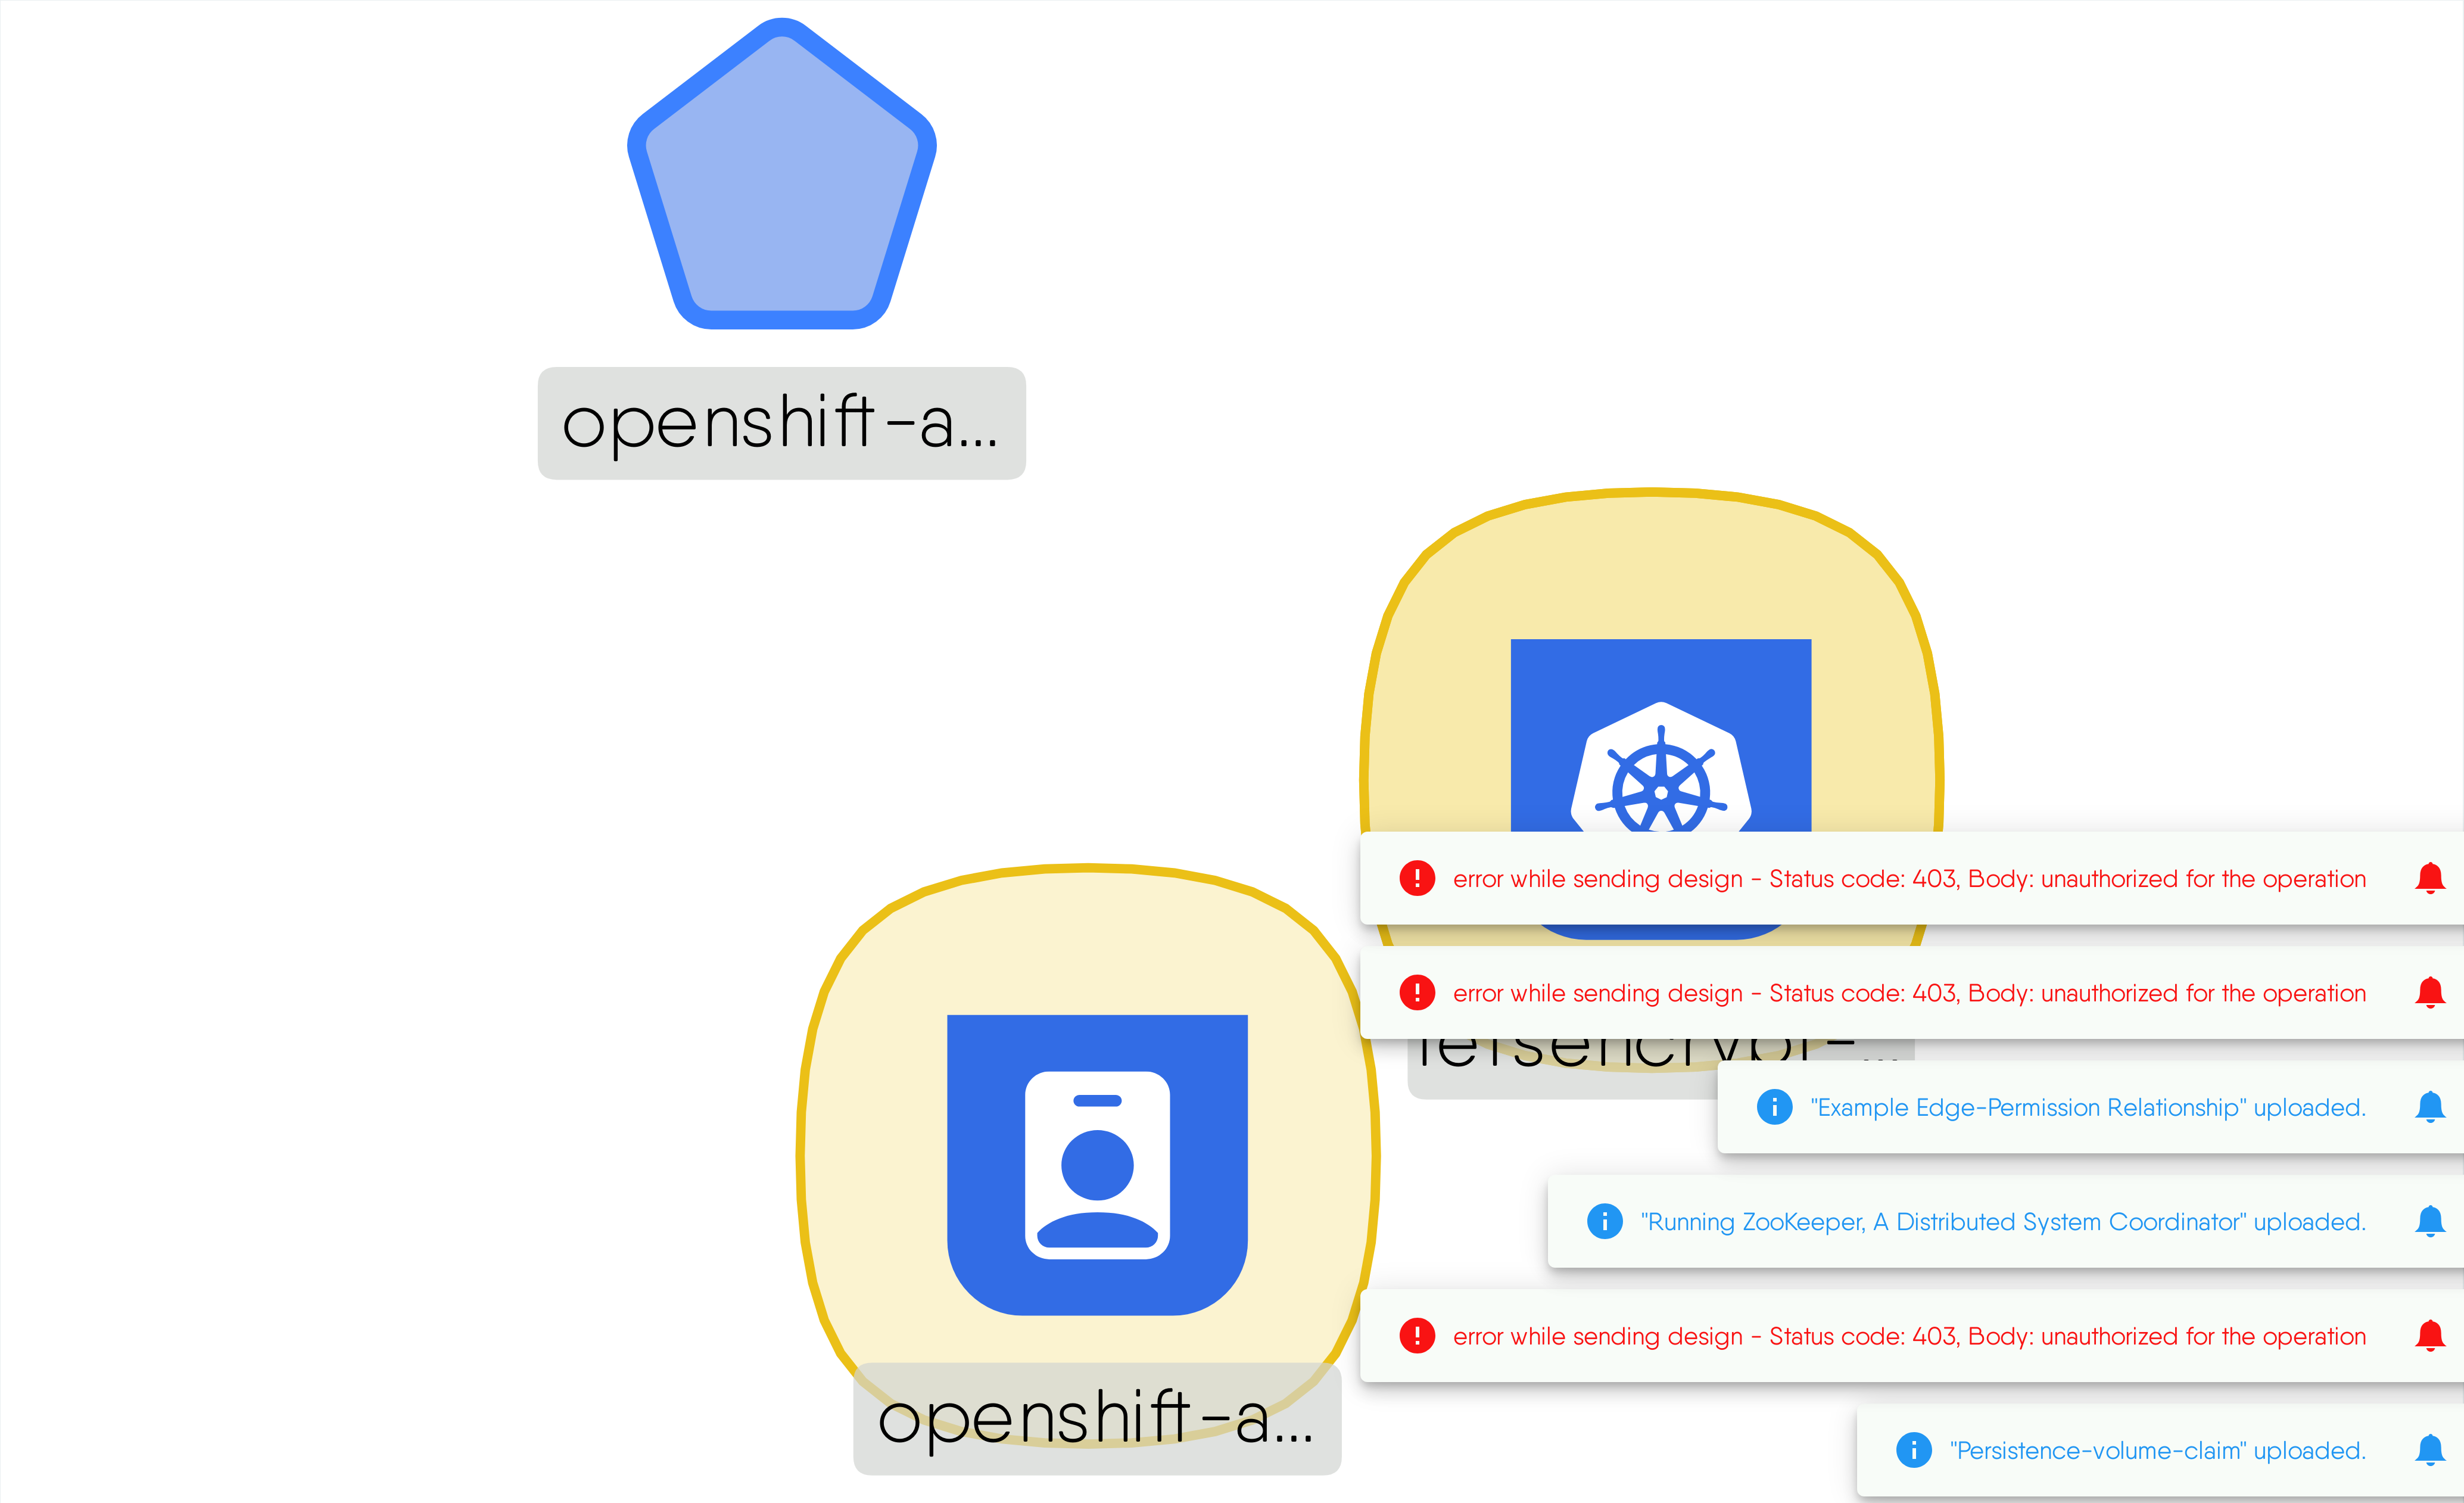 openshift-a...
error while sending design - Status code: 403, Body: unauthorized for the operation
error while sending design - Status code: 403, Body: unauthorized for the operation
letsencrypt-...
"Example Edge-Permission Relationship" uploaded.
"Running ZooKeeper, A Distributed System Coordinator" uploaded.
error while sending design - Status code: 403, Body: unauthorized for the operation
openshift-a...
"Persistence-volume-claim" uploaded.